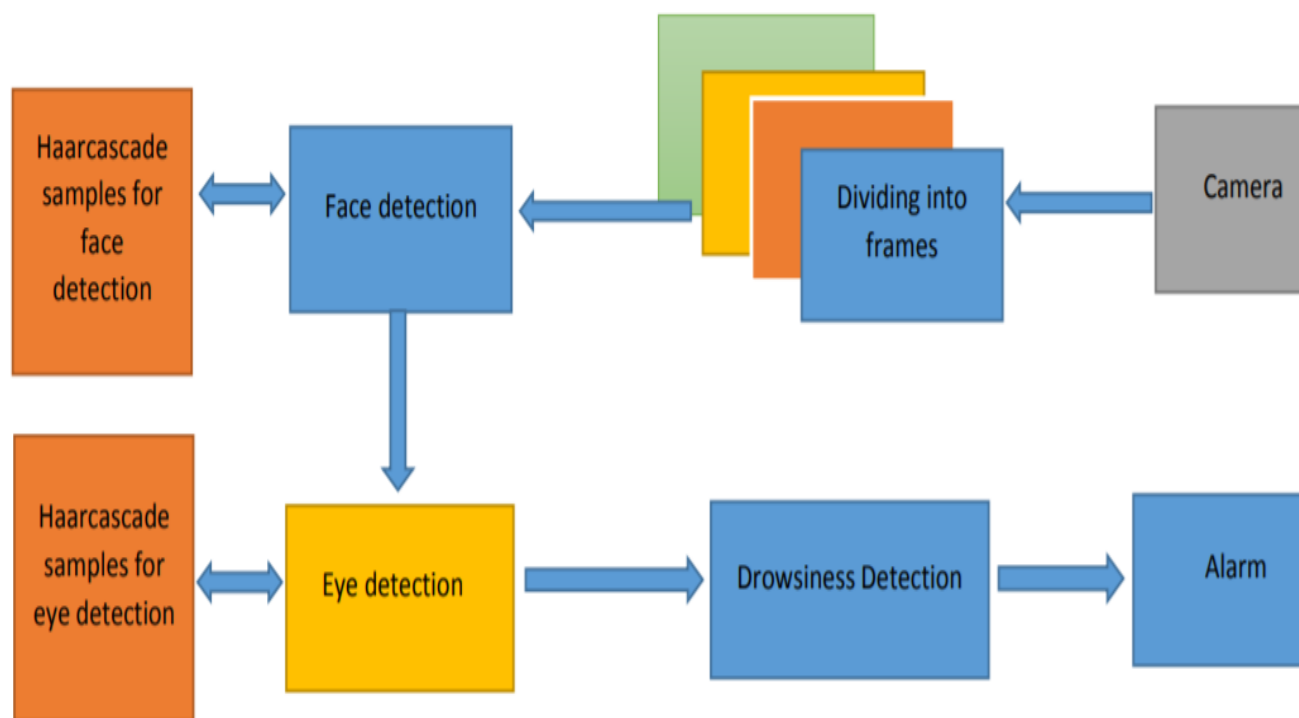 Haarcascade
samples for
face
detection
Face detection
Dividing into
frames
Camera
Haarcascade
samples for
eye detection
Eye detection
Drowsiness Detection
Alarm